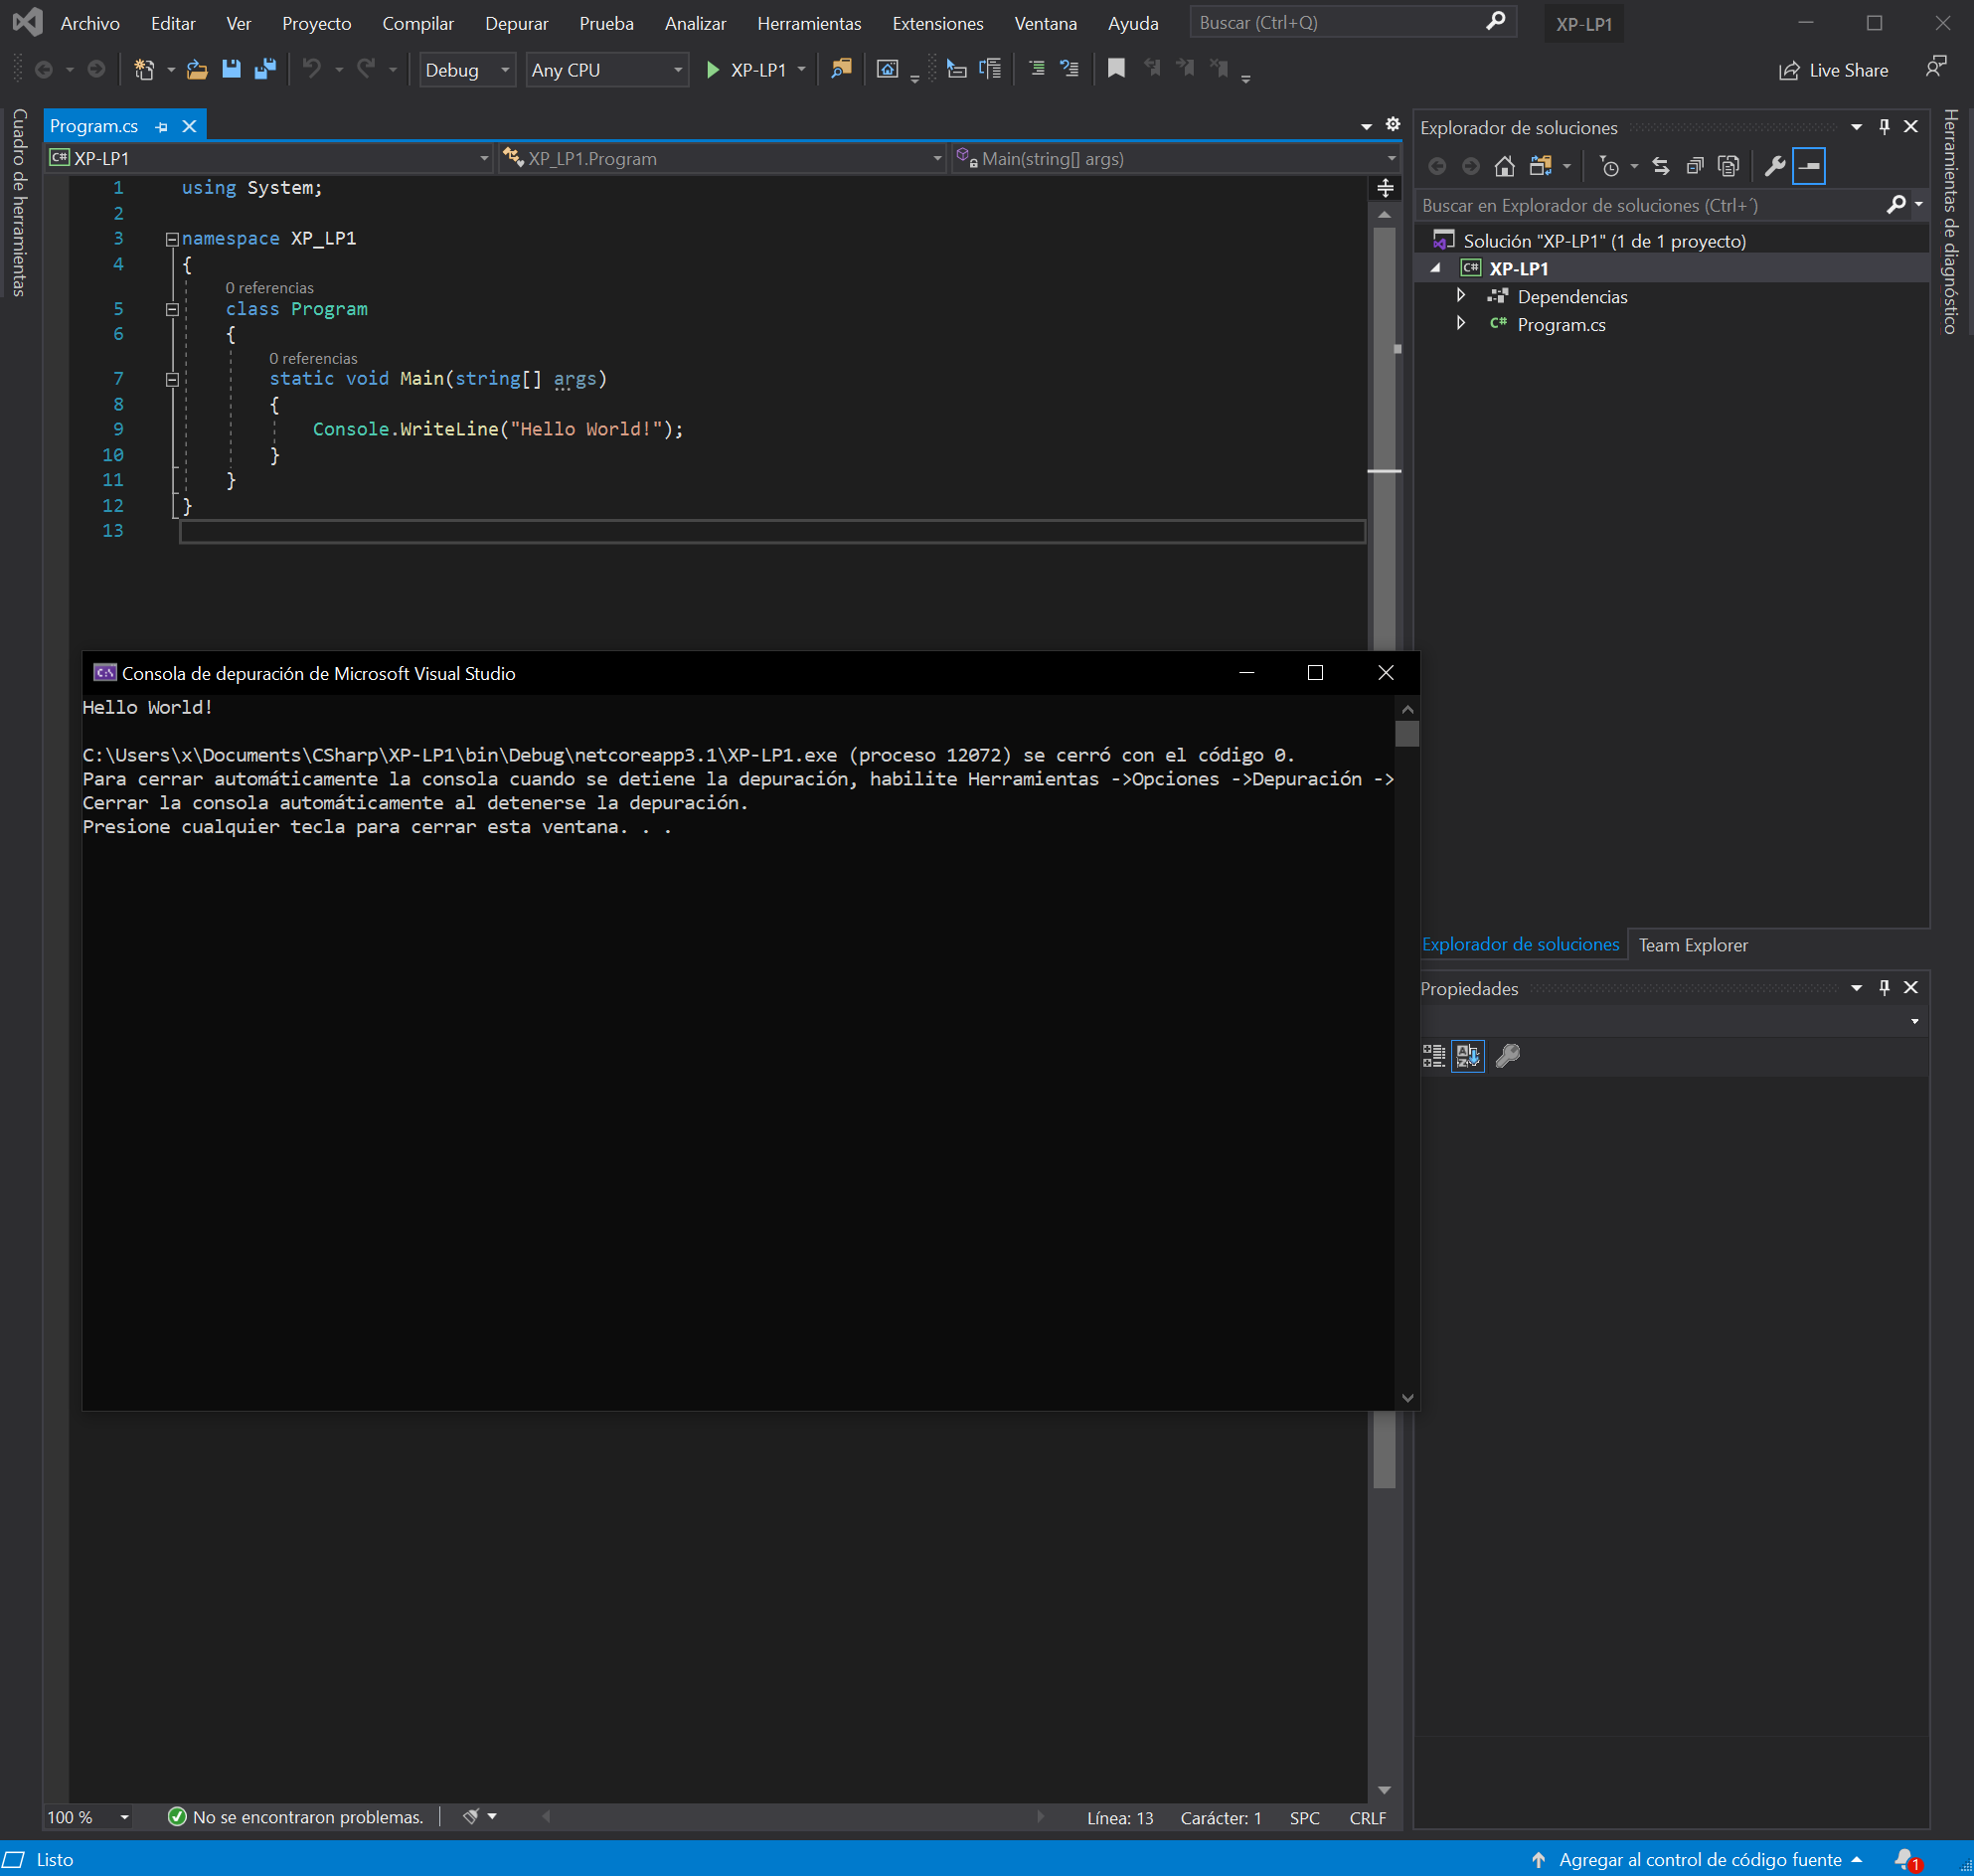 Archivo Editar Ver Proyecto Compilar Depurar Prueba Analizar Herramientas Extensiones Ventana Ayuda Buscar (Ctrl+Q) XP-LP1
Debug Any CPU XP-LP1 Live Share
Cuadro de herramientas
Program.cs
XP-LP1 XP_LP1.Program Main(string[] args)
1 using System;
2
3 namespace XP_LP1
4 {
0 referencias
5 class Program
6 {
0 referencias
7 static void Main(string[] args)
8 {
9 Console.WriteLine("Hello World!");
10 }
11 }
12 }
13
Consola de depuración de Microsoft Visual Studio
Hello World!
C:\Users\x\Documents\CSharp\XP-LP1\bin\Debug\netcoreapp3.1\XP-LP1.exe (proceso 12072) se cerró con el código 0.
Para cerrar automáticamente la consola cuando se detiene la depuración, habilite Herramientas ->Opciones ->Depuración ->
Cerrar la consola automáticamente al detenerse la depuración.
Presione cualquier tecla para cerrar esta ventana. . .
Explorador de soluciones
Buscar en Explorador de soluciones (Ctrl+´)
Solución "XP-LP1" (1 de 1 proyecto)
C# XP-LP1
Dependencias
C# Program.cs
Explorador de soluciones Team Explorer
Propiedades
Herramientas de diagnóstico
100 % No se encontraron problemas. Línea: 13 Carácter: 1 SPC CRLF
Listo Agregar al control de código fuente 1